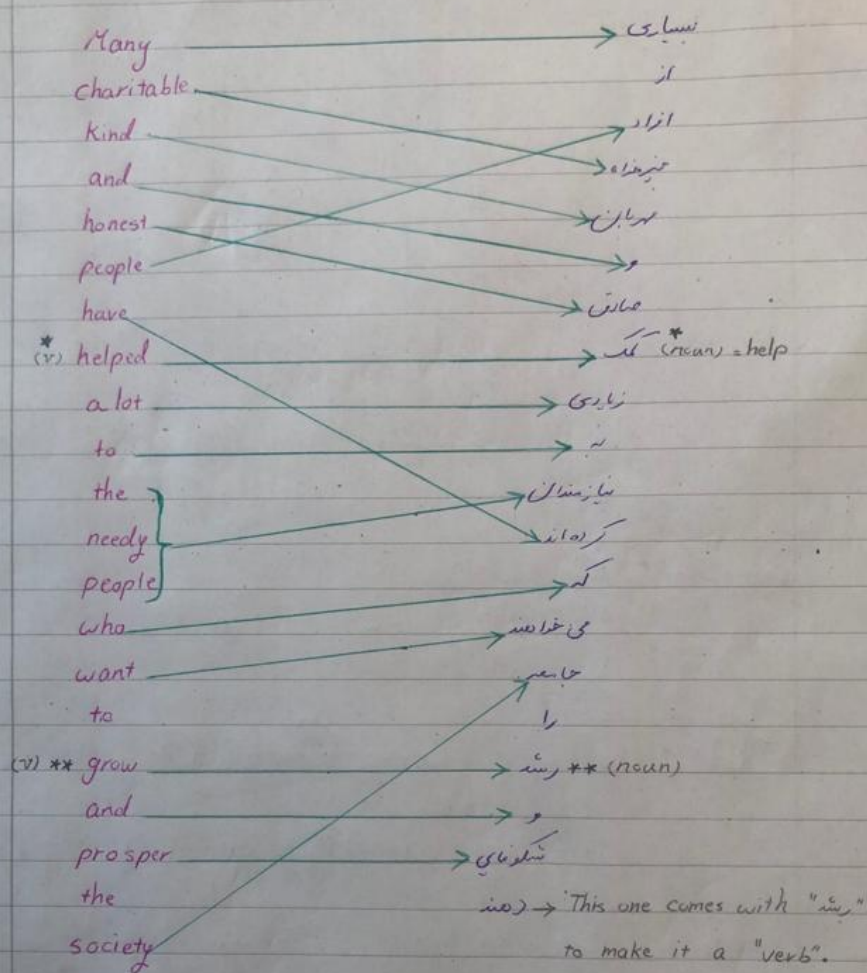 Many بسیاری
charitable از
kind افراد
and خیرخواه
honest مهربان
people و
have صادق
* (v) helped کمک * (noun) = help
a lot زیادی
to به
the نیازمندان
needy کرده‌اند
people که
who می‌خواهند
want جامعه
to را
(v) ** grow رشد ** (noun)
and و
prosper شکوفایی
the دهند → This one comes with "رشد"
society to make it a "verb".